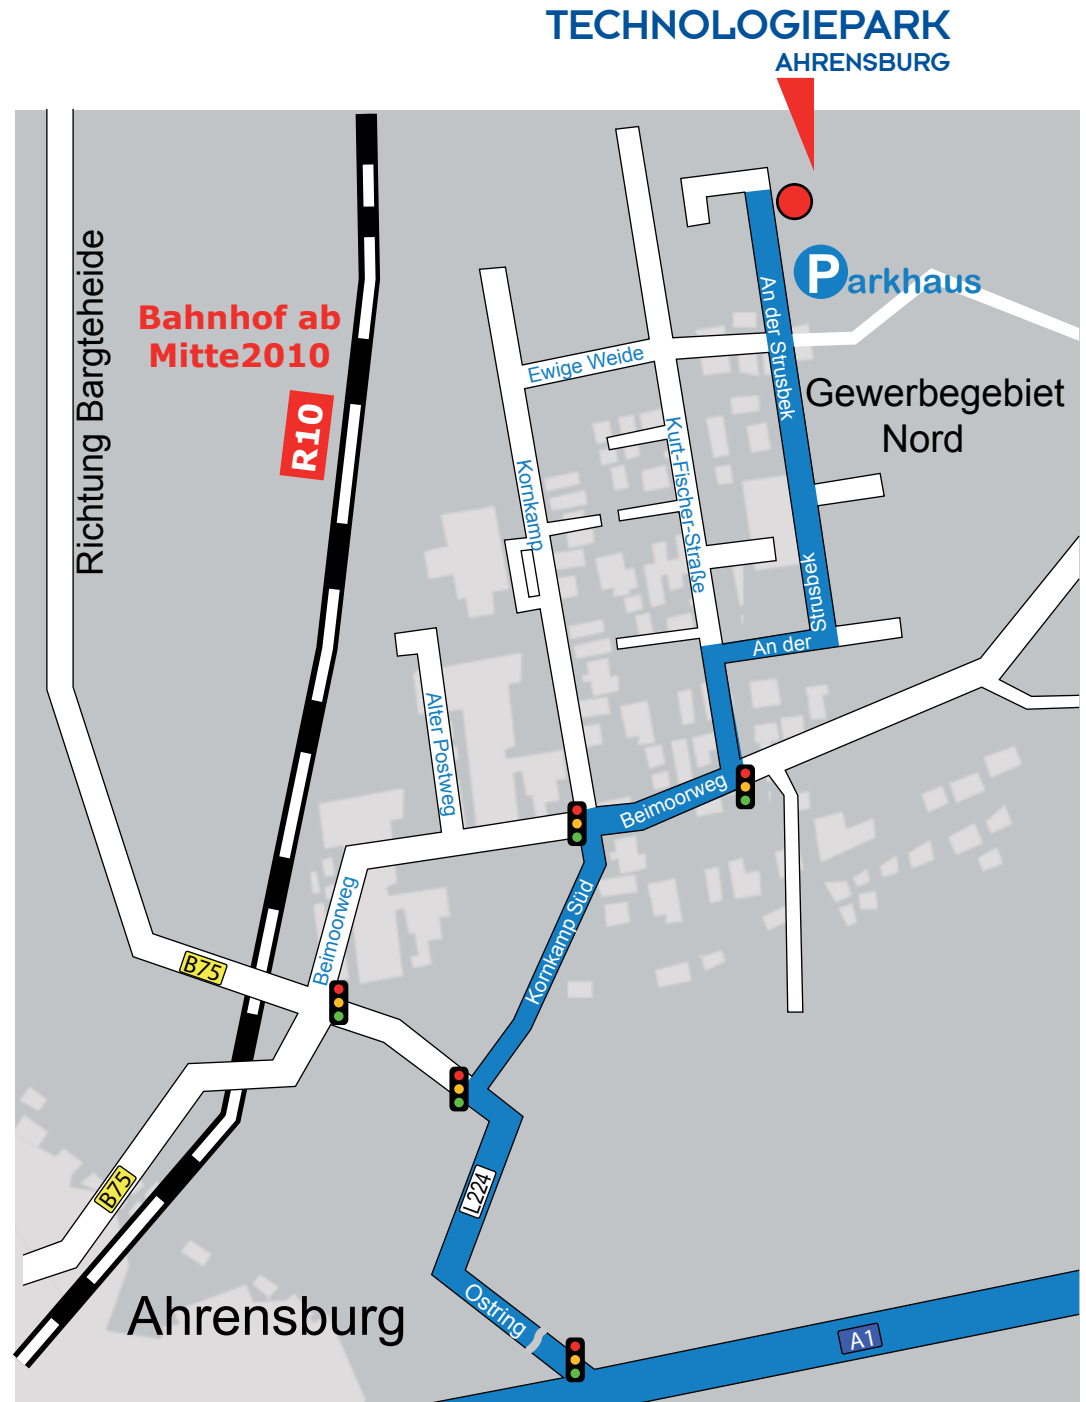 TECHNOLOGIEPARK
AHRENSBURG
Parkhaus
Richtung Bargteheide
Bahnhof ab
Mitte2010
R10
An der Strusbek
Ewige Weide
Gewerbegebiet
Nord
Kurt-Fischer-Straße
Kornkamp
Strusbek
An der
Alter Postweg
Beimoorweg
Beimoorweg
Kornkamp Süd
B75
B75
L224
Ostring
Ahrensburg
A1